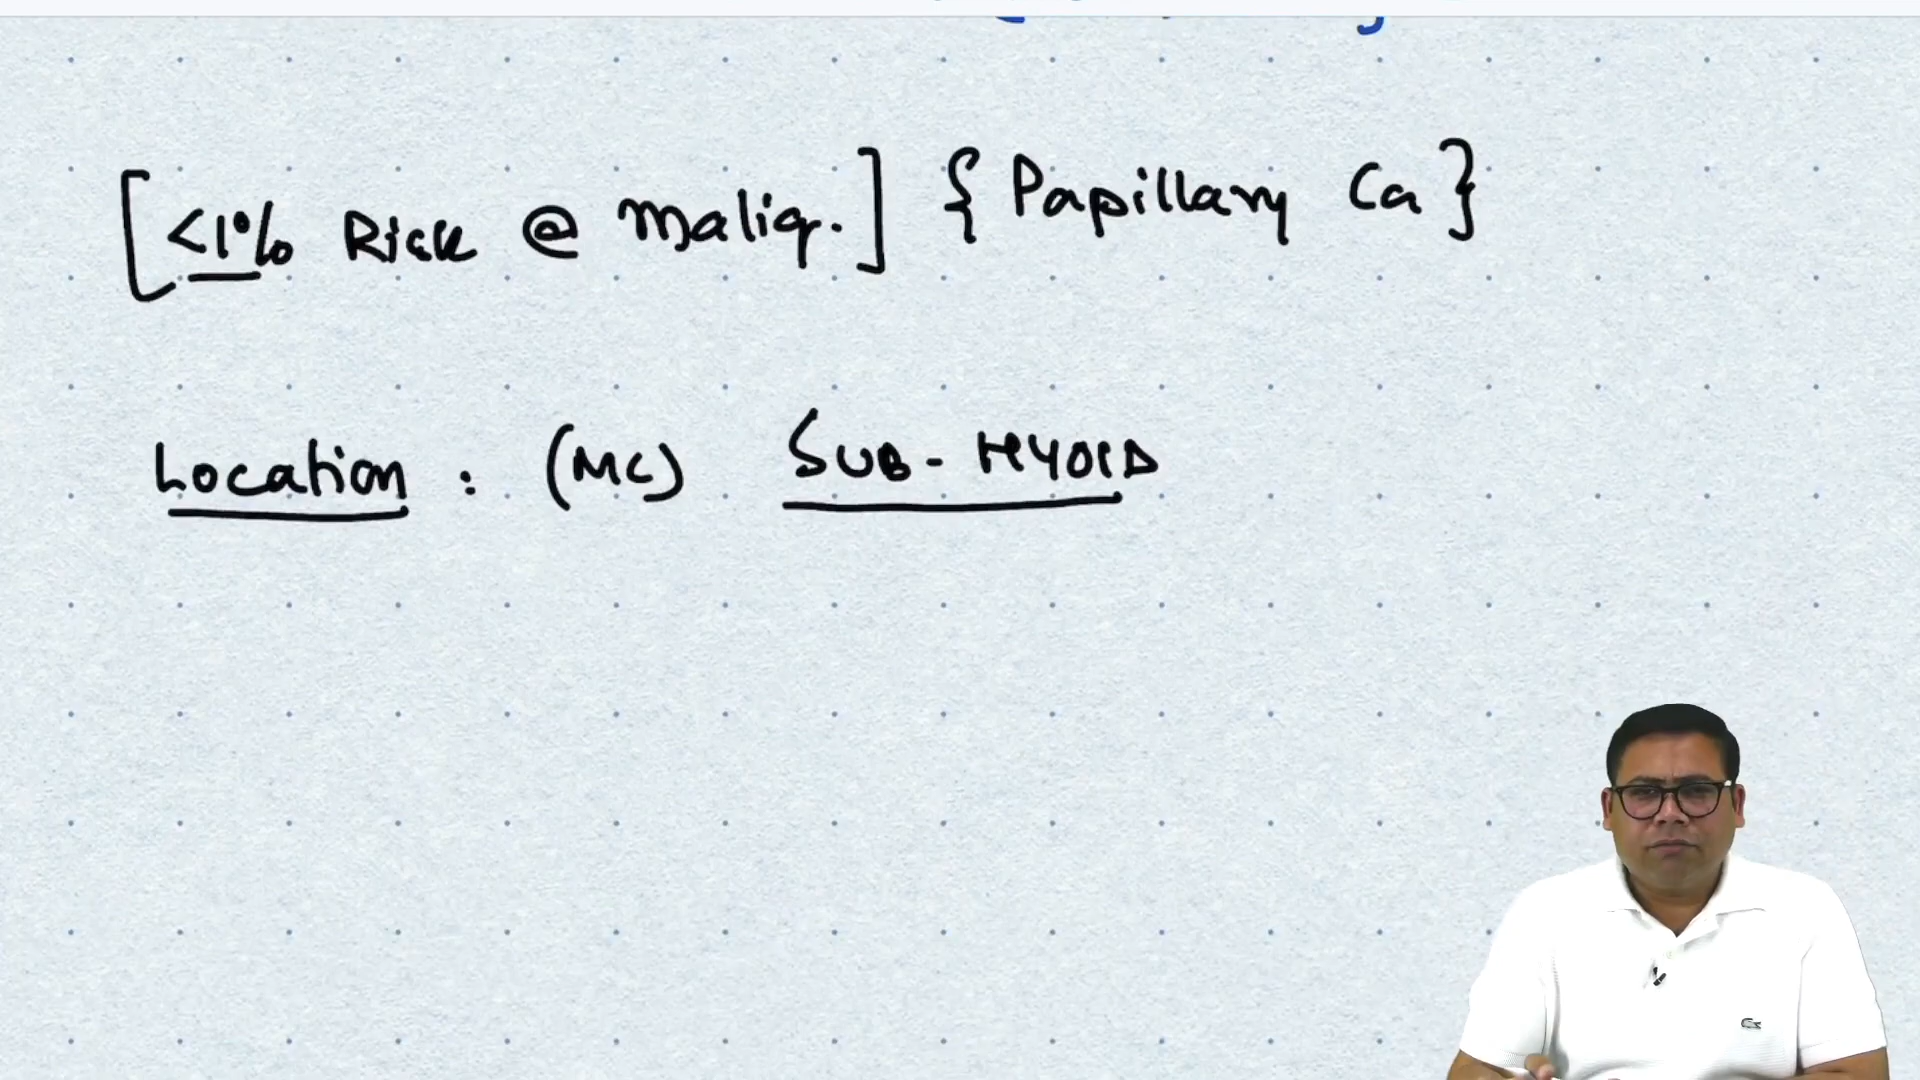 [<1% Risk @ Malig.] {Papillary Ca}
Location : (MC) SUB-HYOID